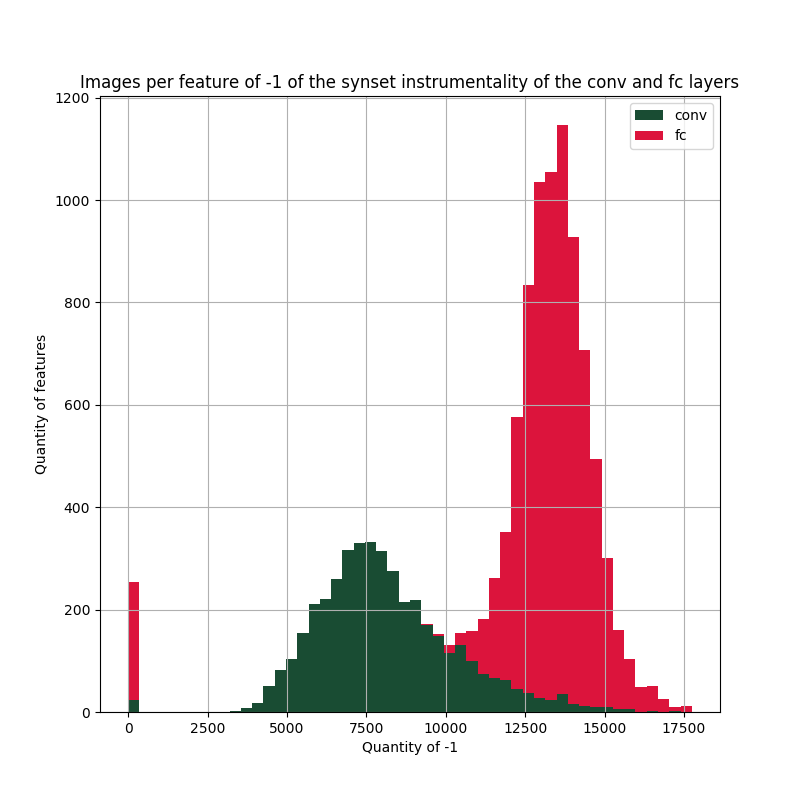 Images per feature of -1 of the synset instrumentality of the conv and fc layers
conv
fc
1200
1000
800
600
400
200
0
Quantity of features
0 2500 5000 7500 10000 12500 15000 17500
Quantity of -1